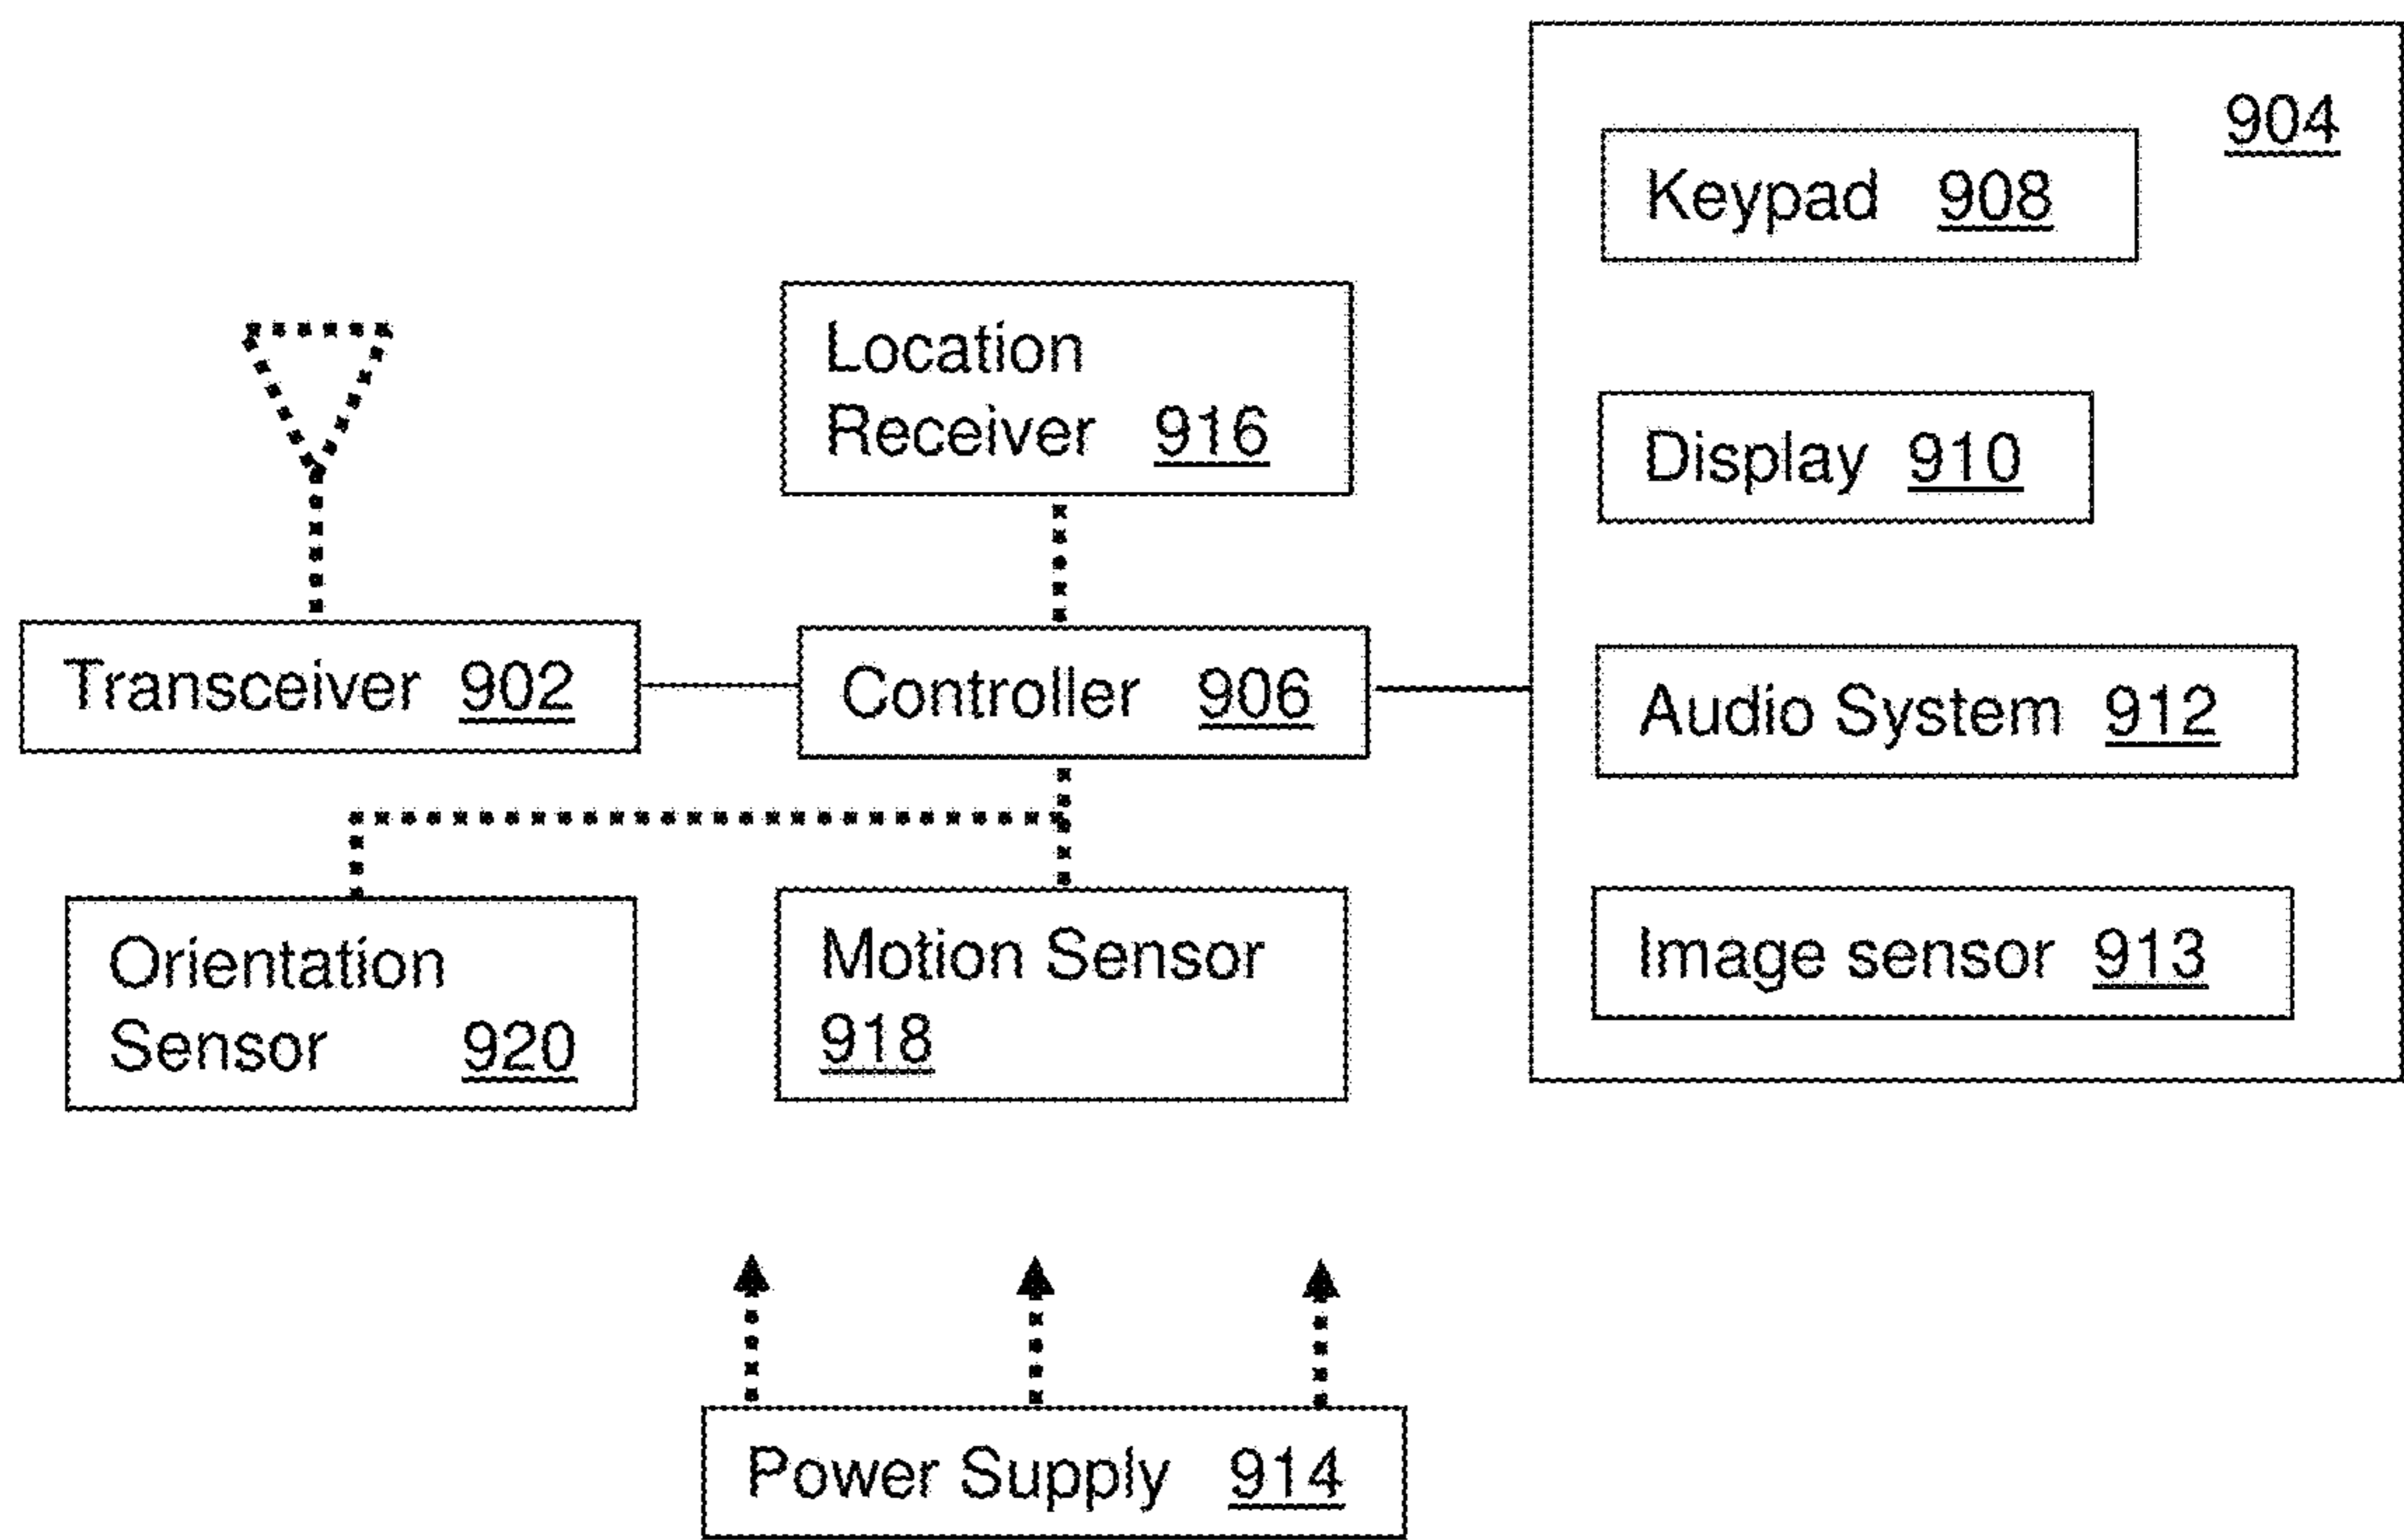 904
Keypad 908
Location
Receiver 916
Display 910
Transceiver 902
Controller 906
Audio System 912
Orientation
Sensor 920
Motion Sensor
918
Image sensor 913
Power Supply 914